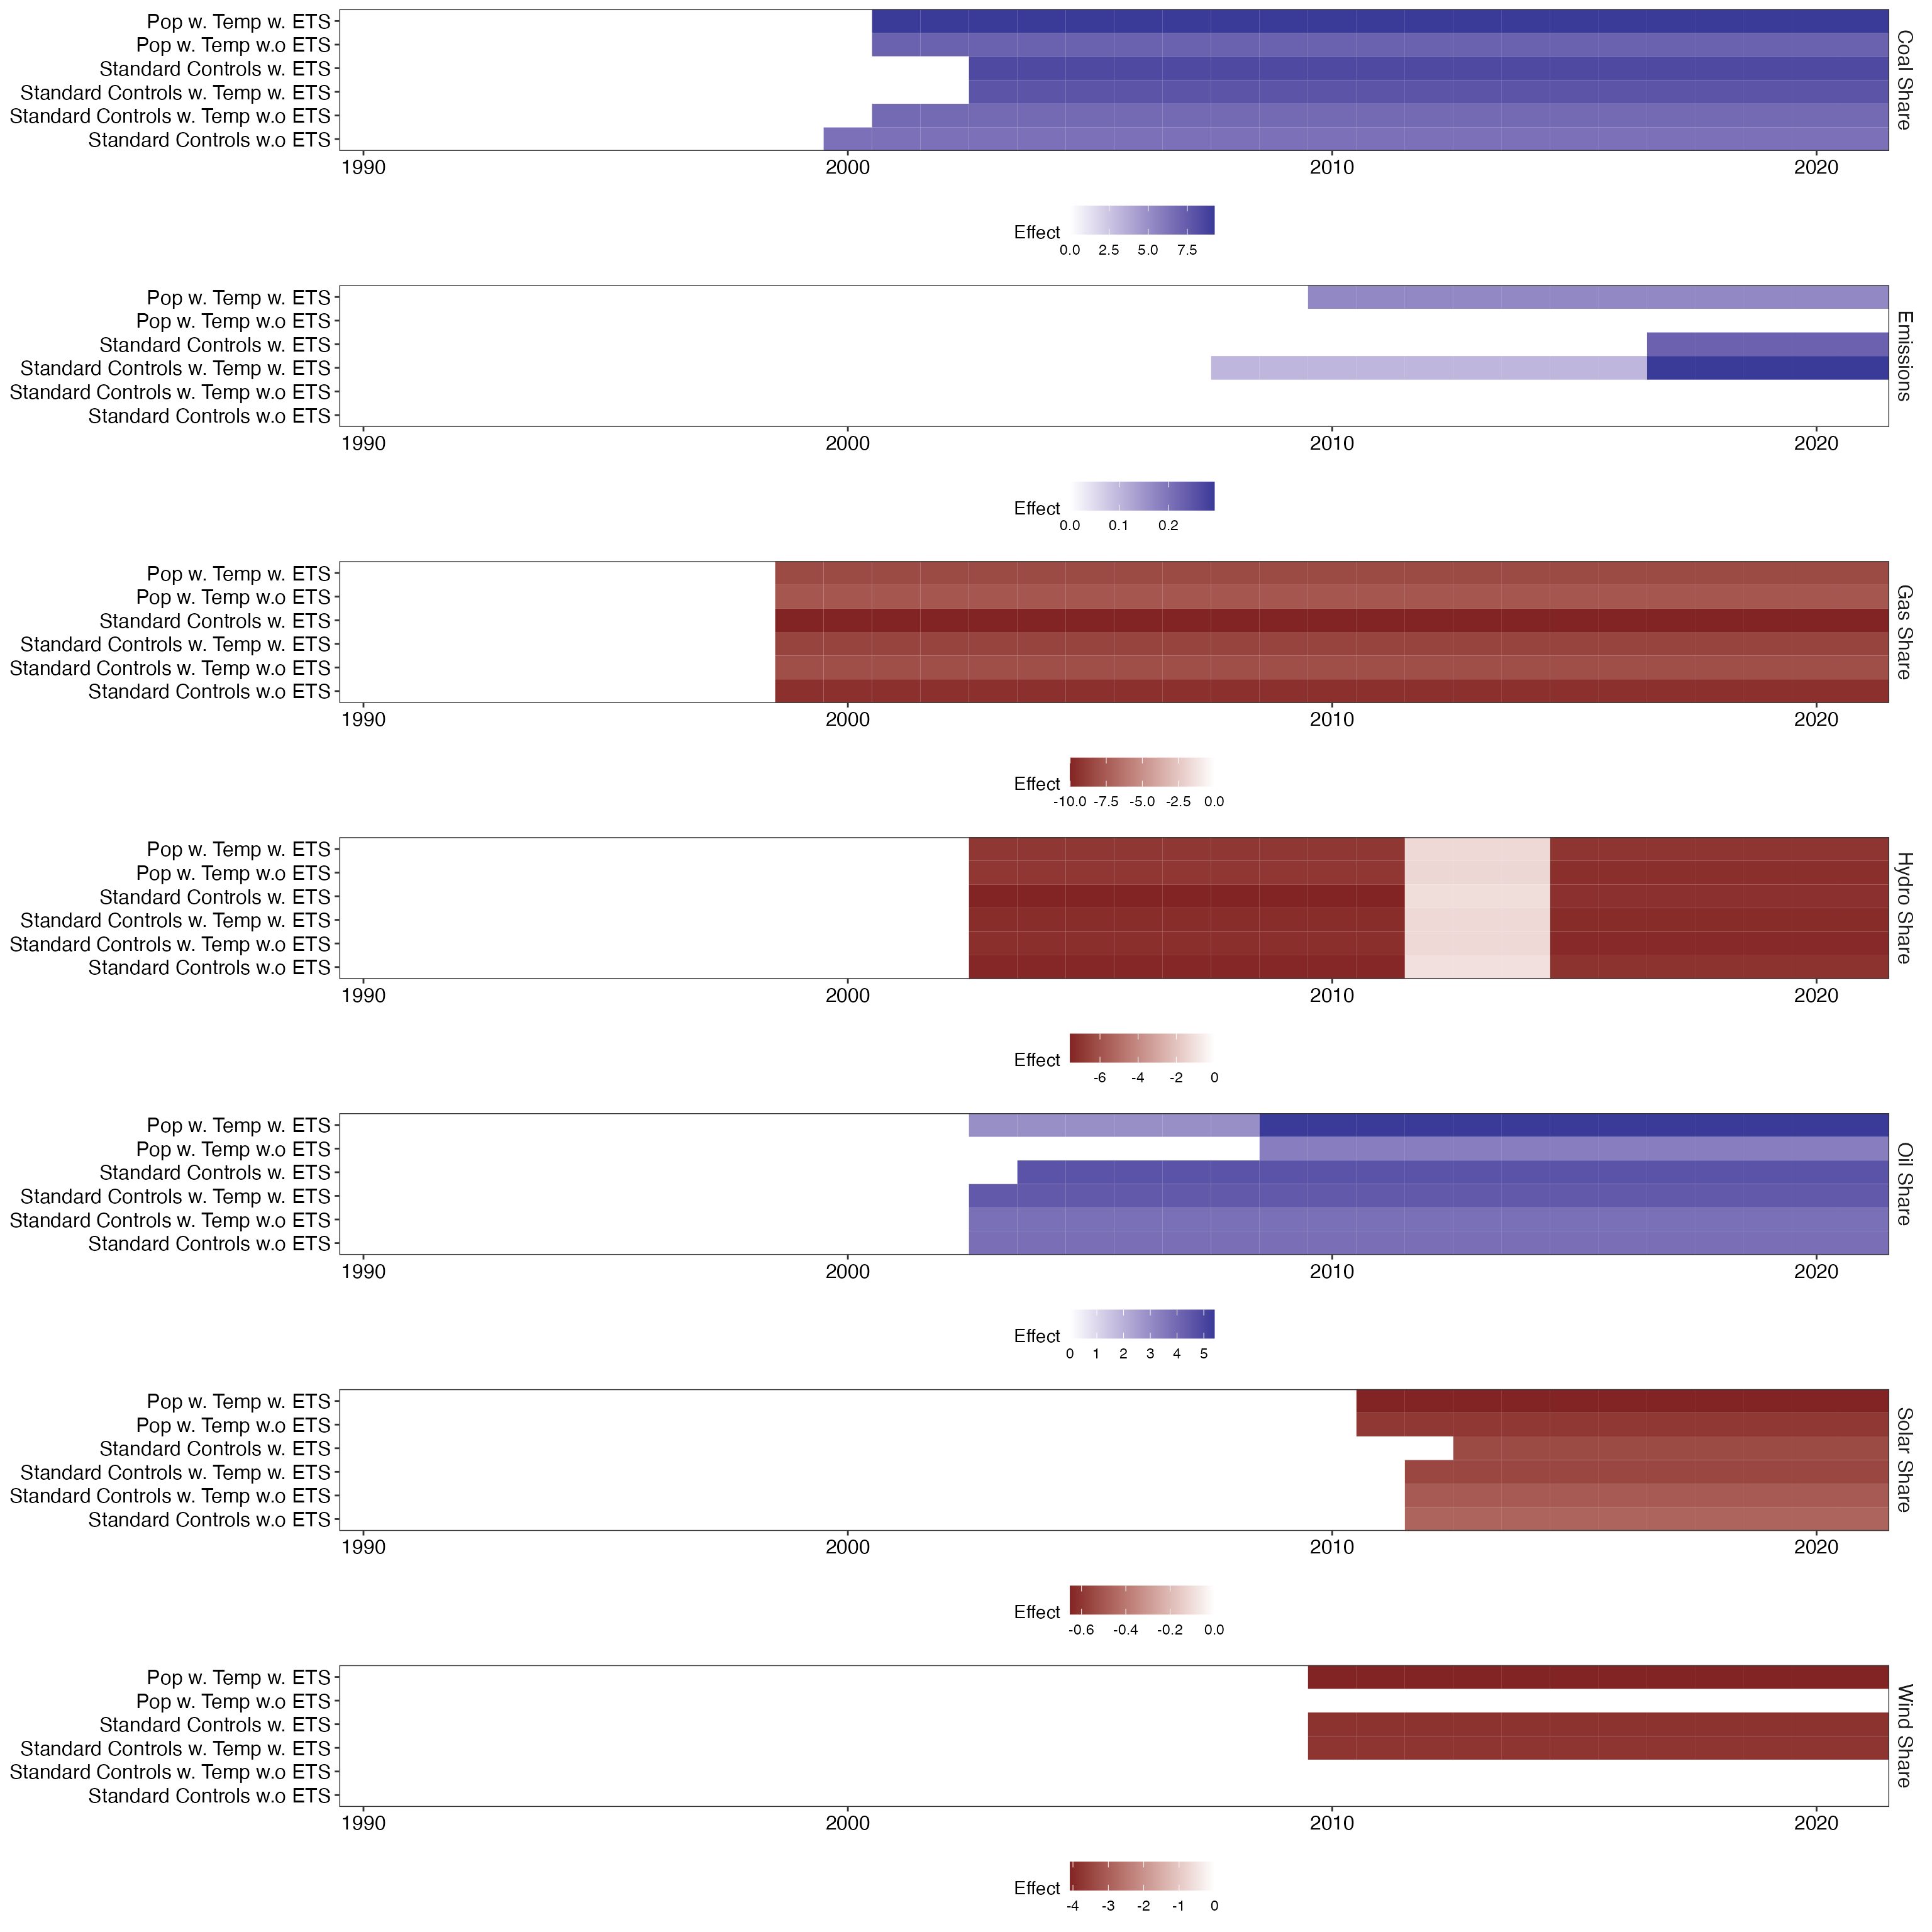 Pop w. Temp w. ETS
Pop w. Temp w.o ETS
Standard Controls w. ETS
Standard Controls w. Temp w. ETS
Standard Controls w. Temp w.o ETS
Standard Controls w.o ETS
Coal Share
1990 2000 2010 2020
Effect
0.0 2.5 5.0 7.5
Pop w. Temp w. ETS
Pop w. Temp w.o ETS
Standard Controls w. ETS
Standard Controls w. Temp w. ETS
Standard Controls w. Temp w.o ETS
Standard Controls w.o ETS
Emissions
1990 2000 2010 2020
Effect
0.0 0.1 0.2
Pop w. Temp w. ETS
Pop w. Temp w.o ETS
Standard Controls w. ETS
Standard Controls w. Temp w. ETS
Standard Controls w. Temp w.o ETS
Standard Controls w.o ETS
Gas Share
1990 2000 2010 2020
Effect
-10.0 -7.5 -5.0 -2.5 0.0
Pop w. Temp w. ETS
Pop w. Temp w.o ETS
Standard Controls w. ETS
Standard Controls w. Temp w. ETS
Standard Controls w. Temp w.o ETS
Standard Controls w.o ETS
Hydro Share
1990 2000 2010 2020
Effect
-6 -4 -2 0
Pop w. Temp w. ETS
Pop w. Temp w.o ETS
Standard Controls w. ETS
Standard Controls w. Temp w. ETS
Standard Controls w. Temp w.o ETS
Standard Controls w.o ETS
Oil Share
1990 2000 2010 2020
Effect
0 1 2 3 4 5
Pop w. Temp w. ETS
Pop w. Temp w.o ETS
Standard Controls w. ETS
Standard Controls w. Temp w. ETS
Standard Controls w. Temp w.o ETS
Standard Controls w.o ETS
Solar Share
1990 2000 2010 2020
Effect
-0.6 -0.4 -0.2 0.0
Pop w. Temp w. ETS
Pop w. Temp w.o ETS
Standard Controls w. ETS
Standard Controls w. Temp w. ETS
Standard Controls w. Temp w.o ETS
Standard Controls w.o ETS
Wind Share
1990 2000 2010 2020
Effect
-4 -3 -2 -1 0